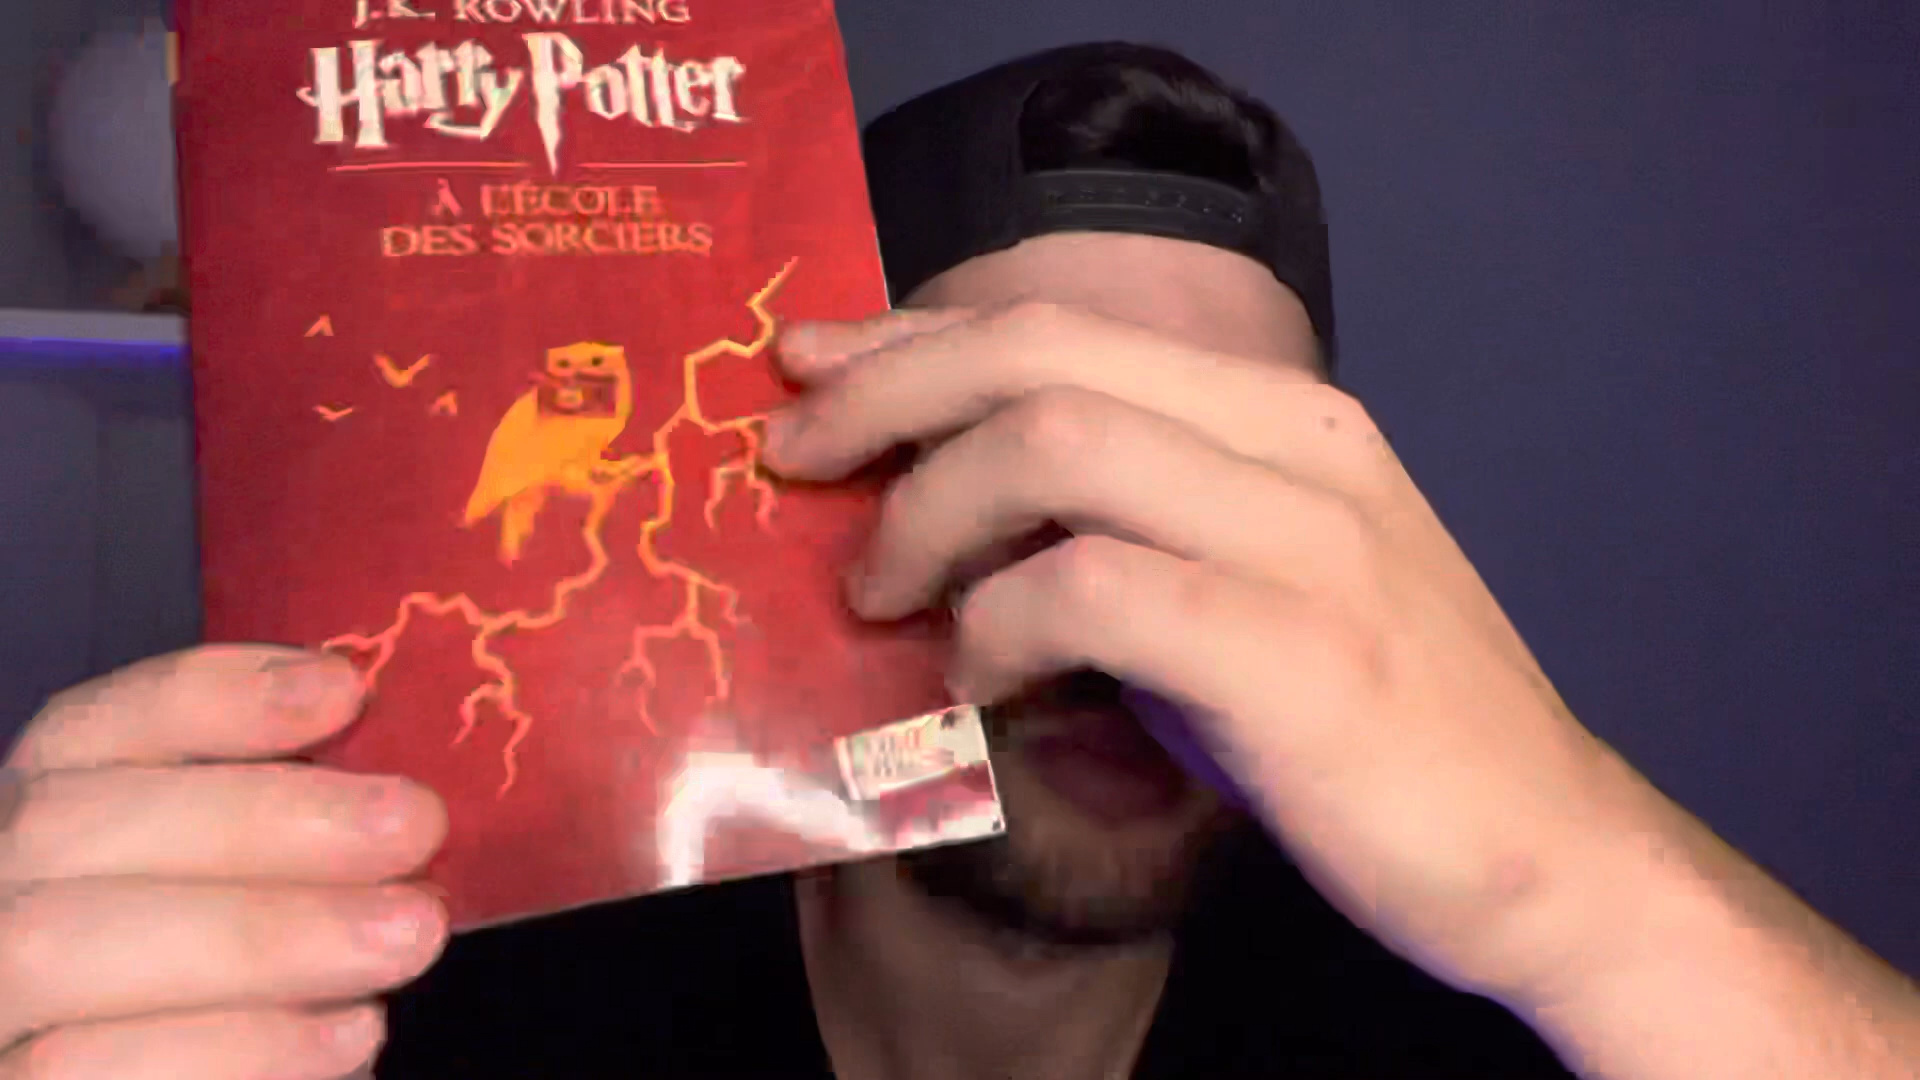 J.K. ROWLING
Harry Potter
À L'ÉCOLE
DES SORCIERS